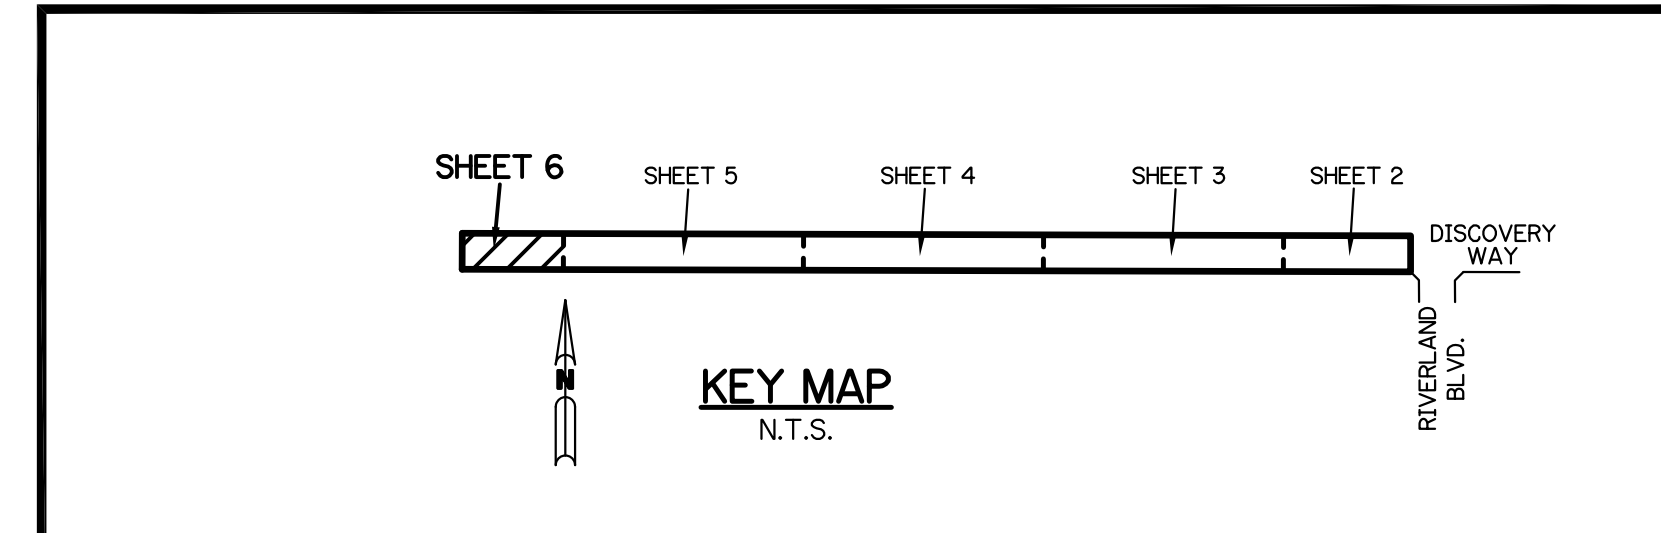 SHEET 6
SHEET 5
SHEET 4
SHEET 3
SHEET 2
DISCOVERY
WAY
RIVERLAND
BLVD.
N
KEY MAP
N.T.S.